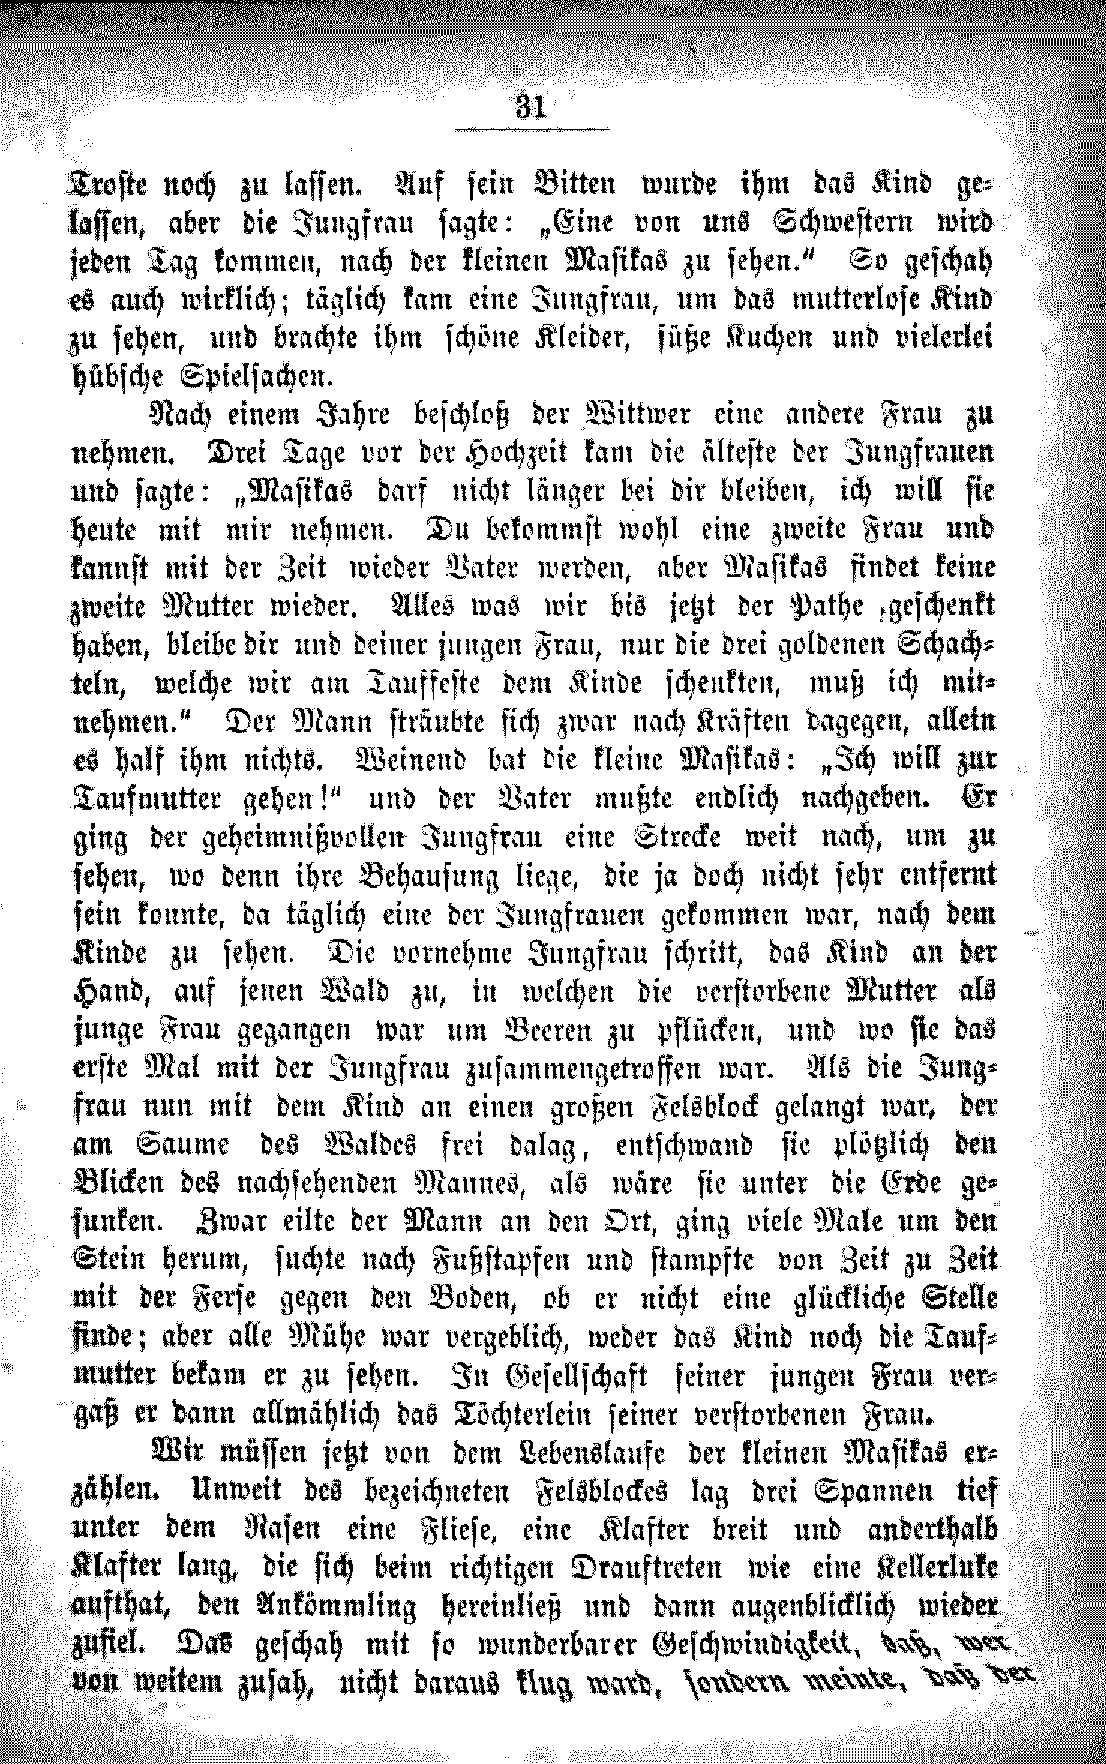 31
Troste noch zu lassen. Auf sein Bitten wurde ihm das Kind ge-
lassen, aber die Jungfrau sagte: „Eine von uns Schwestern wird
jeden Tag kommen, nach der kleinen Masikas zu sehen.“ So geschah
es auch wirklich; täglich kam eine Jungfrau, um das mutterlose Kind
zu sehen, und brachte ihm schöne Kleider, süße Kuchen und vielerlei
hübsche Spielsachen.
Nach einem Jahre beschloß der Wittwer eine andere Frau zu
nehmen. Drei Tage vor der Hochzeit kam die älteste der Jungfrauen
und sagte: „Masikas darf nicht länger bei dir bleiben, ich will sie
heute mit mir nehmen. Du bekommst wohl eine zweite Frau und
kannst mit der Zeit wieder Vater werden, aber Masikas findet keine
zweite Mutter wieder. Alles was wir bis jetzt der Pathe geschenkt
haben, bleibe dir und deiner jungen Frau, nur die drei goldenen Schach-
teln, welche wir am Tauffeste dem Kinde schenkten, muß ich mit-
nehmen.“ Der Mann sträubte sich zwar nach Kräften dagegen, allein
es half ihm nichts. Weinend bat die kleine Masikas: „Ich will zur
Taufmutter gehen!“ und der Vater mußte endlich nachgeben. Er
ging der geheimnißvollen Jungfrau eine Strecke weit nach, um zu
sehen, wo denn ihre Behausung liege, die ja doch nicht sehr entfernt
sein konnte, da täglich eine der Jungfrauen gekommen war, nach dem
Kinde zu sehen. Die vornehme Jungfrau schritt, das Kind an der
Hand, auf jenen Wald zu, in welchen die verstorbene Mutter als
junge Frau gegangen war um Beeren zu pflücken, und wo sie das
erste Mal mit der Jungfrau zusammengetroffen war. Als die Jung-
frau nun mit dem Kind an einen großen Felsblock gelangt war, der
am Saume des Waldes frei dalag, entschwand sie plötzlich den
Blicken des nachsehenden Mannes, als wäre sie unter die Erde ge-
sunken. Zwar eilte der Mann an den Ort, ging viele Male um den
Stein herum, suchte nach Fußstapfen und stampfte von Zeit zu Zeit
mit der Ferse gegen den Boden, ob er nicht eine glückliche Stelle
finde; aber alle Mühe war vergeblich, weder das Kind noch die Tauf-
mutter bekam er zu sehen. In Gesellschaft seiner jungen Frau ver-
gaß er dann allmählich das Töchterlein seiner verstorbenen Frau.
Wir müssen jetzt von dem Lebenslaufe der kleinen Masikas er-
zählen. Unweit des bezeichneten Felsblockes lag drei Spannen tief
unter dem Rasen eine Fliese, eine Klafter breit und anderthalb
Klafter lang, die sich beim richtigen Drauftreten wie eine Kellerluke
aufthat, den Ankömmling hereinließ und dann augenblicklich wieder
zufiel. Das geschah mit so wunderbarer Geschwindigkeit, daß, wer
von weitem zusah, nicht daraus klug ward, sondern meinte, daß der